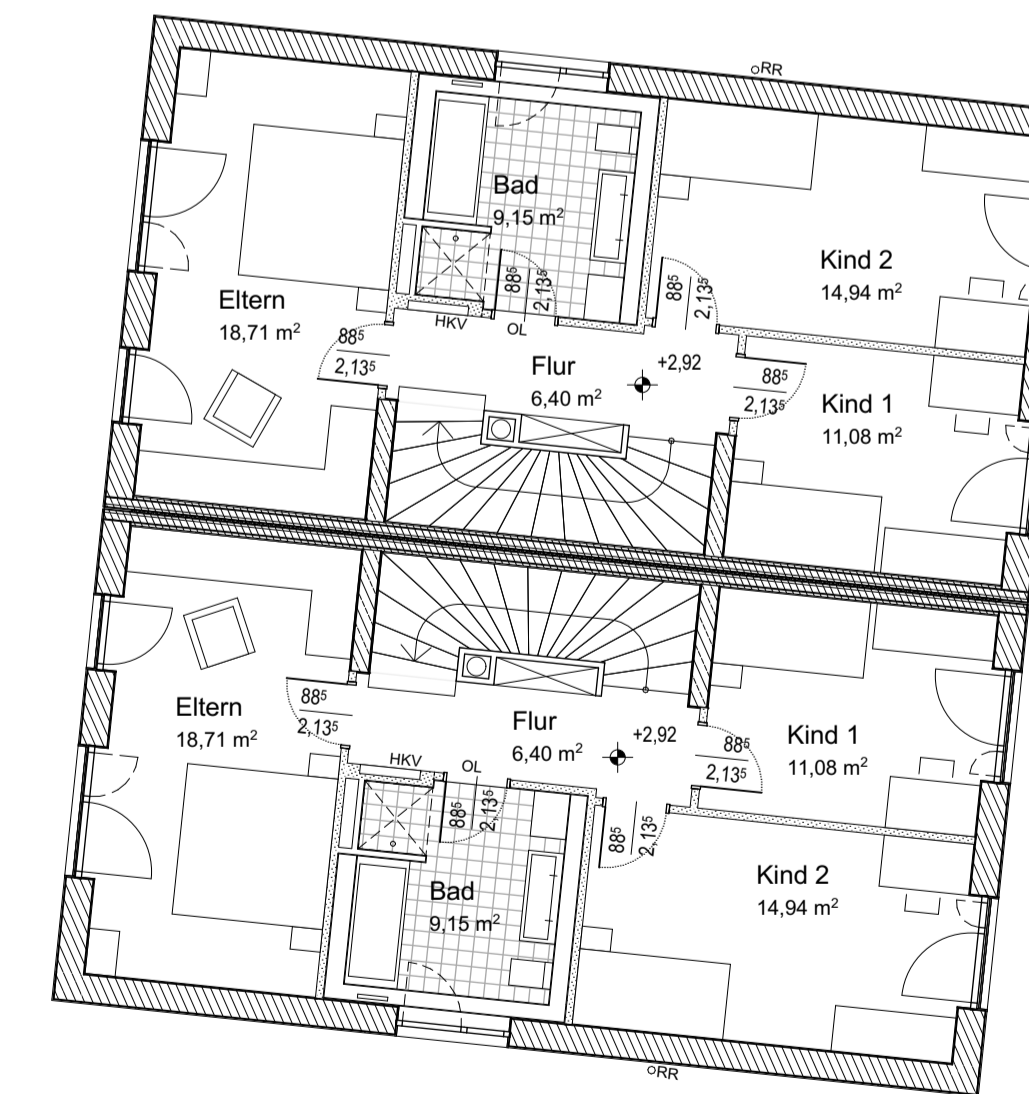 RR
Bad
9,15 m²
Kind 2
14,94 m²
Eltern
18,71 m²
88⁵
2,13⁵
88⁵
2,13⁵
HKV
OL
88⁵
2,13⁵
Flur
6,40 m²
+2,92
88⁵
2,13⁵
Kind 1
11,08 m²
Eltern
18,71 m²
88⁵
2,13⁵
Flur
6,40 m²
+2,92
88⁵
2,13⁵
Kind 1
11,08 m²
HKV
OL
88⁵
2,13⁵
88⁵
2,13⁵
Bad
9,15 m²
Kind 2
14,94 m²
RR